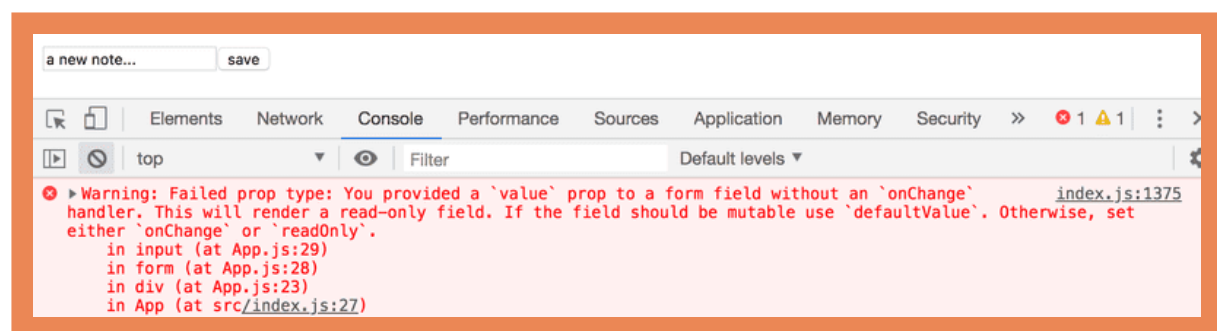 a new note... save
Elements Network Console Performance Sources Application Memory Security » 1 1
top Filter Default levels ▼
Warning: Failed prop type: You provided a `value` prop to a form field without an `onChange` index.js:1375
handler. This will render a read-only field. If the field should be mutable use `defaultValue`. Otherwise, set
either `onChange` or `readOnly`.
in input (at App.js:29)
in form (at App.js:28)
in div (at App.js:23)
in App (at src/index.js:27)